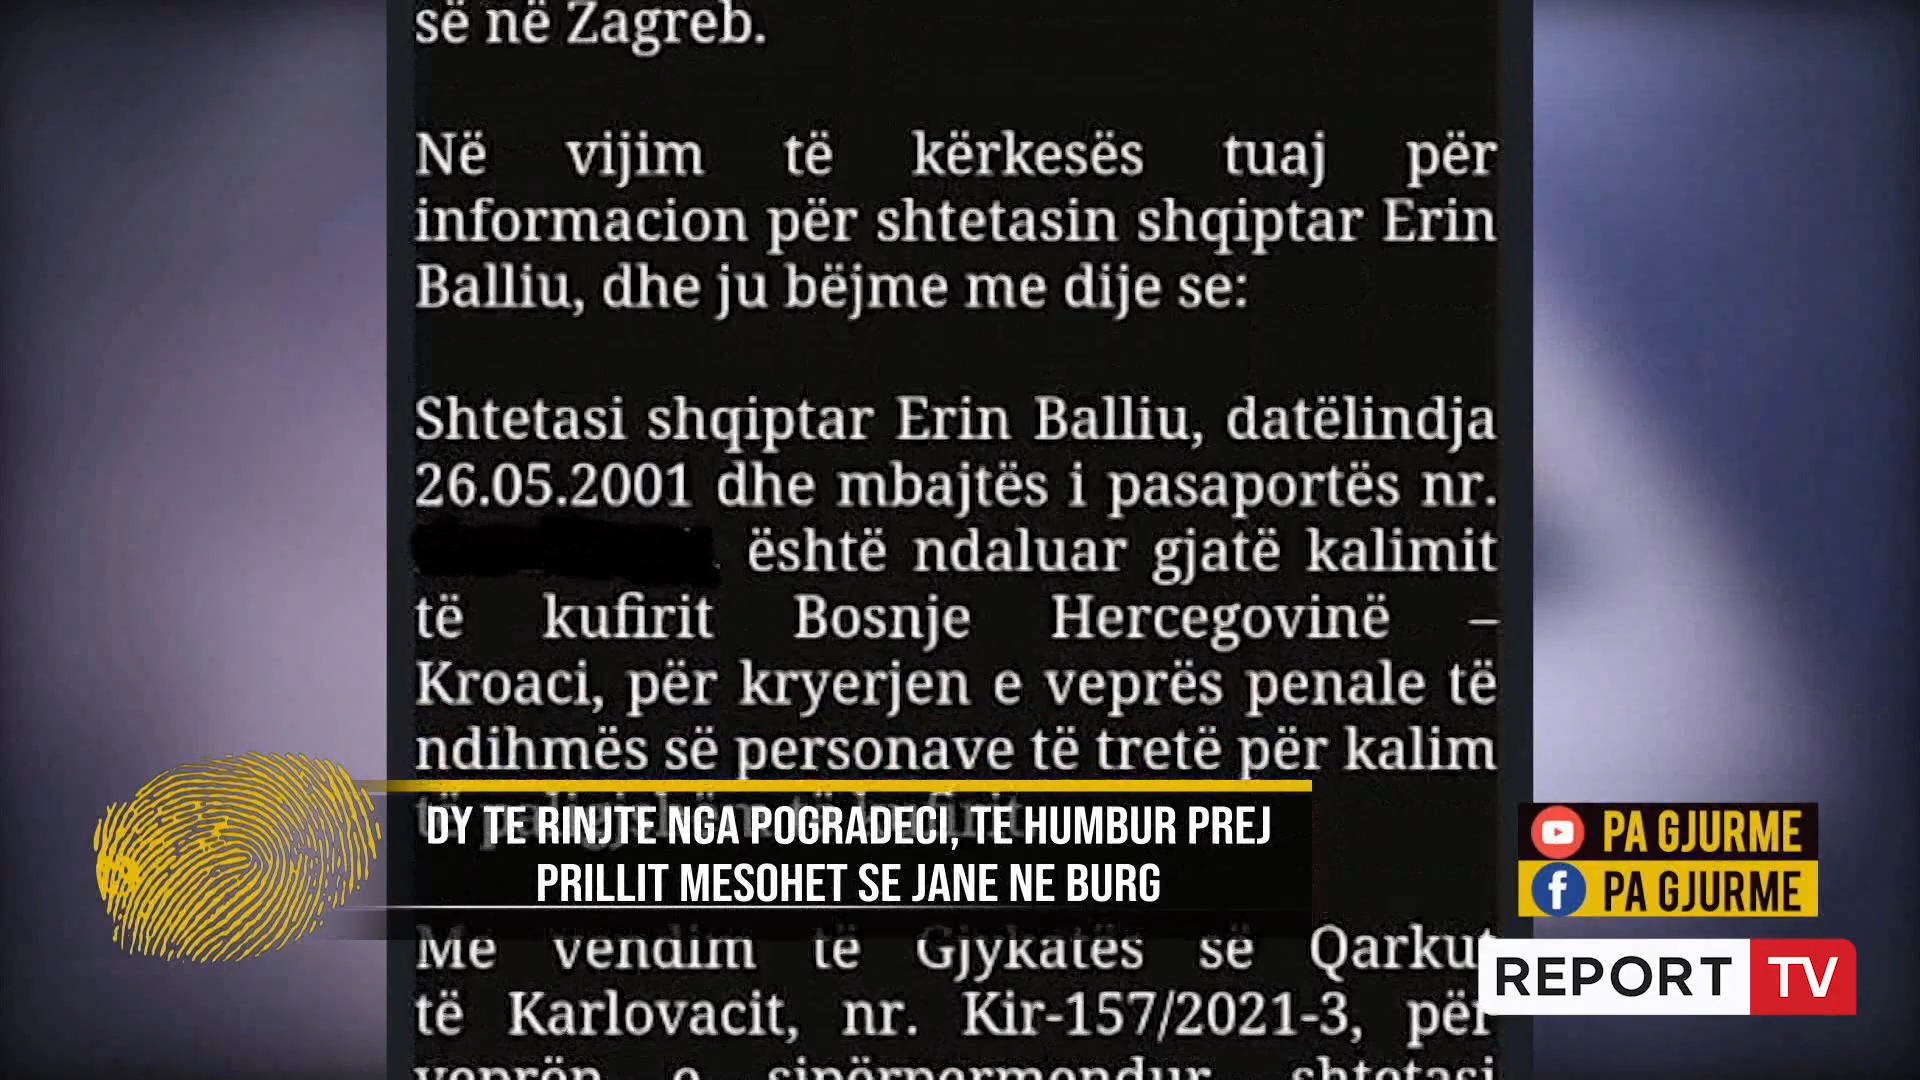 së në Zagreb.
Në vijim të kërkesës tuaj për
informacion për shtetasin shqiptar Erin
Balliu, dhe ju bëjme me dije se:
Shtetasi shqiptar Erin Balliu, datëlindja
26.05.2001 dhe mbajtës i pasaportës nr.
është ndaluar gjatë kalimit
të kufirit Bosnje Hercegovinë –
Kroaci, për kryerjen e veprës penale të
ndihmës së personave të tretë për kalim
DY TE RINJTE NGA POGRADECI, TE HUMBUR PREJ
PRILLIT MESOHET SE JANE NE BURG
PA GJURME
PA GJURME
Me vendim të Gjykatës së Qarkut
të Karlovacit, nr. Kir-157/2021-3, për
veprën e sipërpermendur shtetasi
REPORT TV